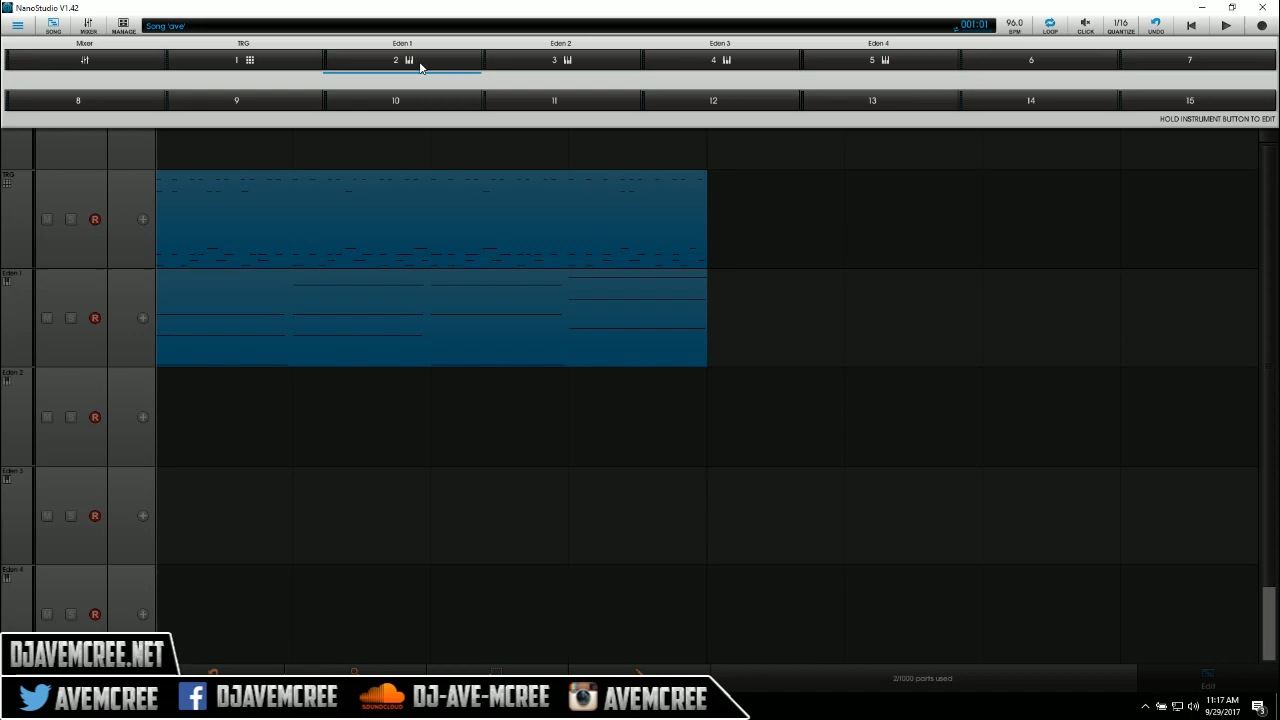 NanoStudio V1.42
SONG MIXER MANAGE Song 'ave' 001:01 96.0 BPM LOOP CLICK 1/16 QUANTIZE UNDO
Mixer TRG Eden 1 Eden 2 Eden 3 Eden 4
1 2 3 4 5 6 7
8 9 10 11 12 13 14 15
HOLD INSTRUMENT BUTTON TO EDIT
TRG
M S R
Eden 1
M S R
Eden 2
M S R
Eden 3
M S R
Eden 4
M S R
DJAVEMCREE.NET
2/1000 parts used
Edit
AVEMCREE DJAVEMCREE SOUNDCLOUD DJ-AVE-MCREE AVEMCREE
11:17 AM
9/29/2017